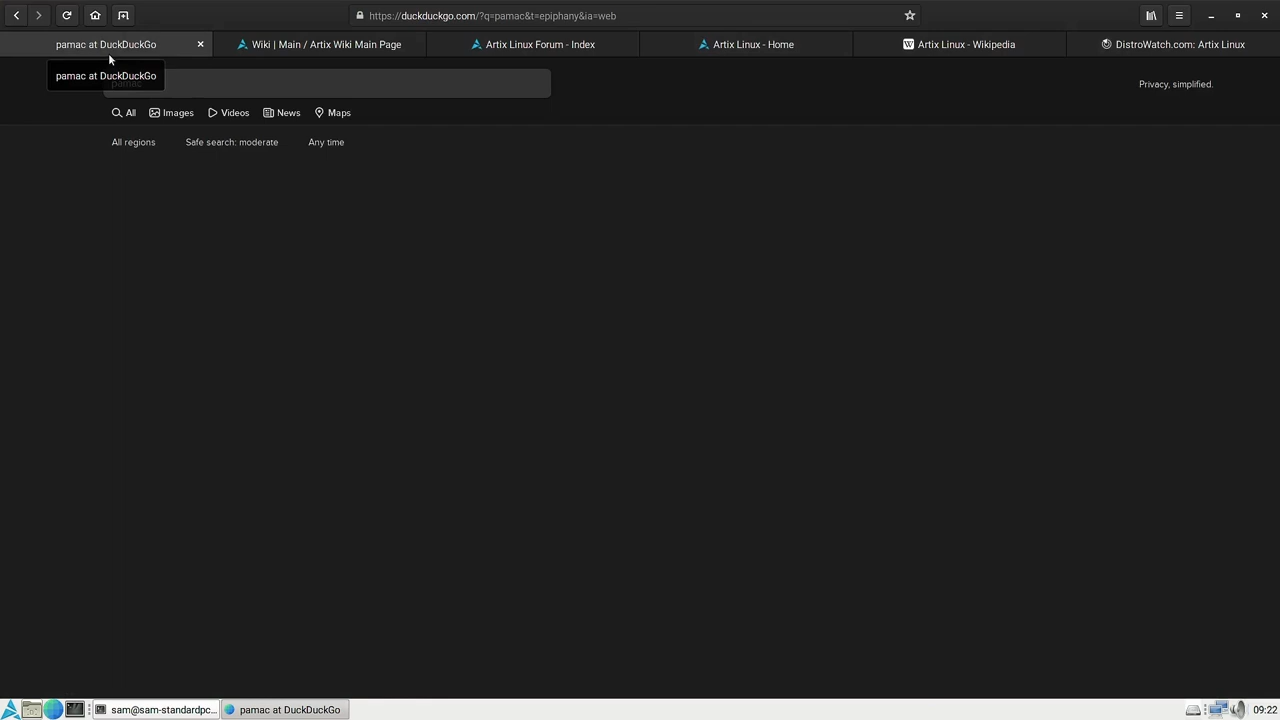 https://duckduckgo.com/?q=pamac&t=epiphany&ia=web
pamac at DuckDuckGo
Wiki | Main / Artix Wiki Main Page
Artix Linux Forum - Index
Artix Linux - Home
W Artix Linux - Wikipedia
DistroWatch.com: Artix Linux
pamac at DuckDuckGo
pamac
Privacy, simplified.
All Images Videos News Maps
All regions Safe search: moderate Any time
sam@sam-standardpc...
pamac at DuckDuckGo
09:22